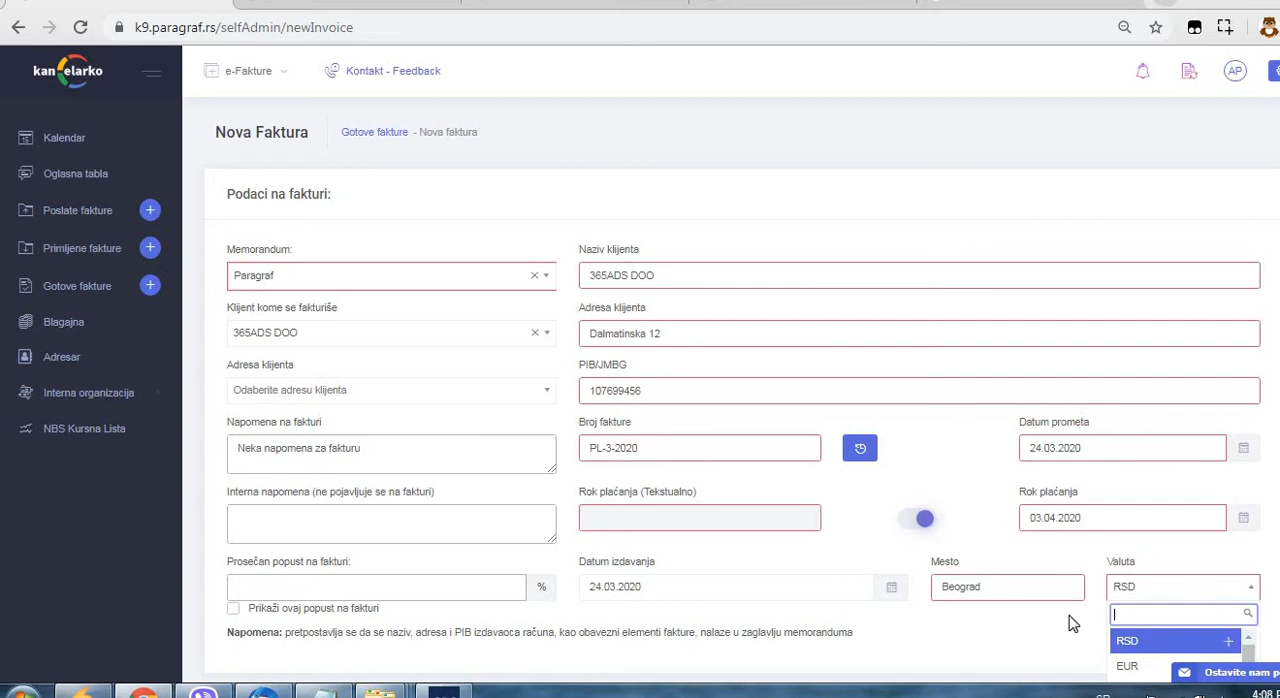 k9.paragraf.rs/selfAdmin/newInvoice
kan elarko
e-Fakture
Kontakt - Feedback
AP
Kalendar
Oglasna tabla
Poslate fakture
Primljene fakture
Gotove fakture
Blagajna
Adresar
Interna organizacija
NBS Kursna Lista
Nova Faktura
Gotove fakture - Nova faktura
Podaci na fakturi:
Memorandum:
Paragraf
Naziv klijenta
365ADS DOO
Klijent kome se fakturiše
365ADS DOO
Adresa klijenta
Dalmatinska 12
Adresa klijenta
Odaberite adresu klijenta
PIB/JMBG
107699456
Napomena na fakturi
Neka napomena za fakturu
Broj fakture
PL-3-2020
Datum prometa
24.03.2020
Interna napomena (ne pojavljuje se na fakturi)
Rok plaćanja (Tekstualno)
Rok plaćanja
03.04.2020
Prosečan popust na fakturi:
%
Datum izdavanja
24.03.2020
Mesto
Beograd
Valuta
RSD
Prikaži ovaj popust na fakturi
Napomena: pretpostavlja se da se naziv, adresa i PIB izdavaoca računa, kao obavezni elementi fakture, nalaze u zaglavlju memoranduma
RSD
EUR
Ostavite nam p